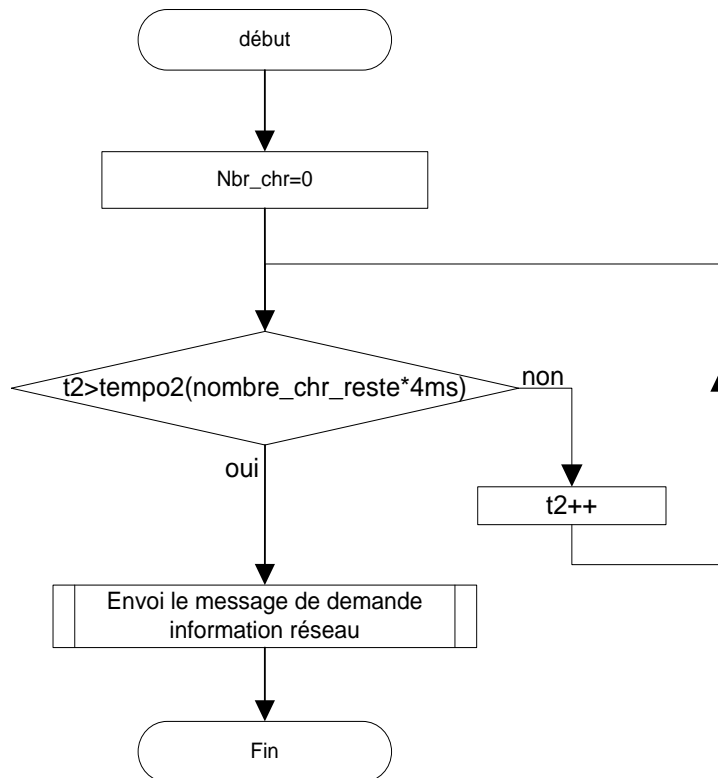 début
Nbr_chr=0
t2>tempo2(nombre_chr_reste*4ms)
non
oui
t2++
Envoi le message de demande
information réseau
Fin